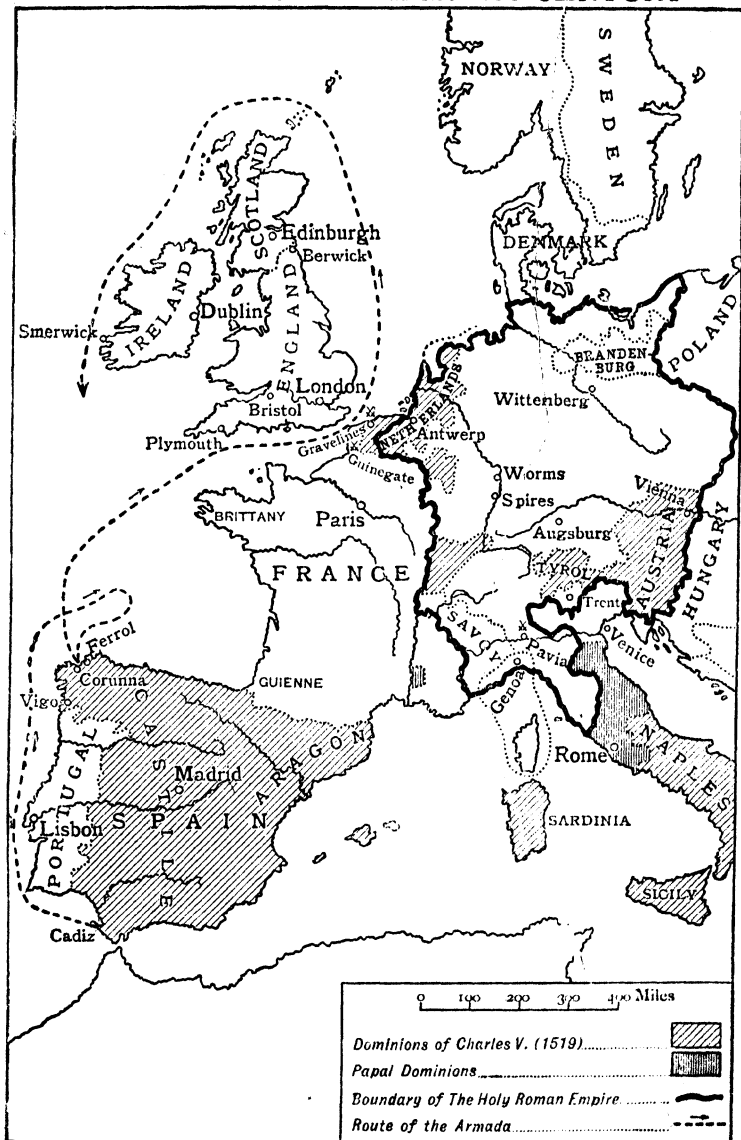 NORWAY
SWEDEN
SCOTLAND
Edinburgh
Berwick
DENMARK
IRELAND
Dublin
ENGLAND
Smerwick
POLAND
BRANDEN
BURG
London
Bristol
Wittenberg
NETHERLANDS
Plymouth
Gravelines
Antwerp
Guinegate
Worms
Spires
Vienna
BRITTANY
Paris
Augsburg
AUSTRIA
HUNGARY
FRANCE
TYROL
Trent
SAVOY
Venice
Pavia
Ferrol
Corunna
GUIENNE
Genoa
Vigo
CASTILE
ARAGON
NAPLES
PORTUGAL
Madrid
Rome
Lisbon
SPAIN
SARDINIA
SICILY
Cadiz
0 100 200 300 400 Miles
Dominions of Charles V. (1519)
Papal Dominions
Boundary of The Holy Roman Empire
Route of the Armada